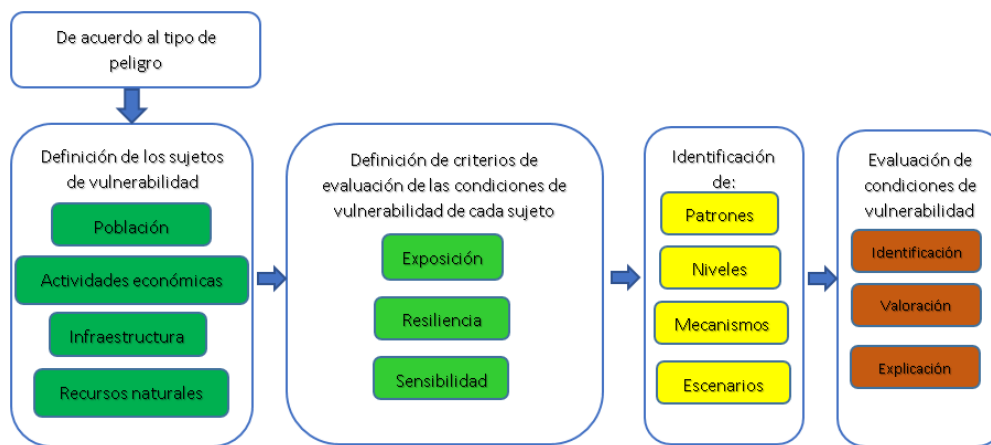 De acuerdo al tipo de
peligro
Definición de los sujetos
de vulnerabilidad
Población
Actividades económicas
Infraestructura
Recursos naturales
Definición de criterios de
evaluación de las condiciones de
vulnerabilidad de cada sujeto
Exposición
Resiliencia
Sensibilidad
Identificación
de:
Patrones
Niveles
Mecanismos
Escenarios
Evaluación de
condiciones de
vulnerabilidad
Identificación
Valoración
Explicación